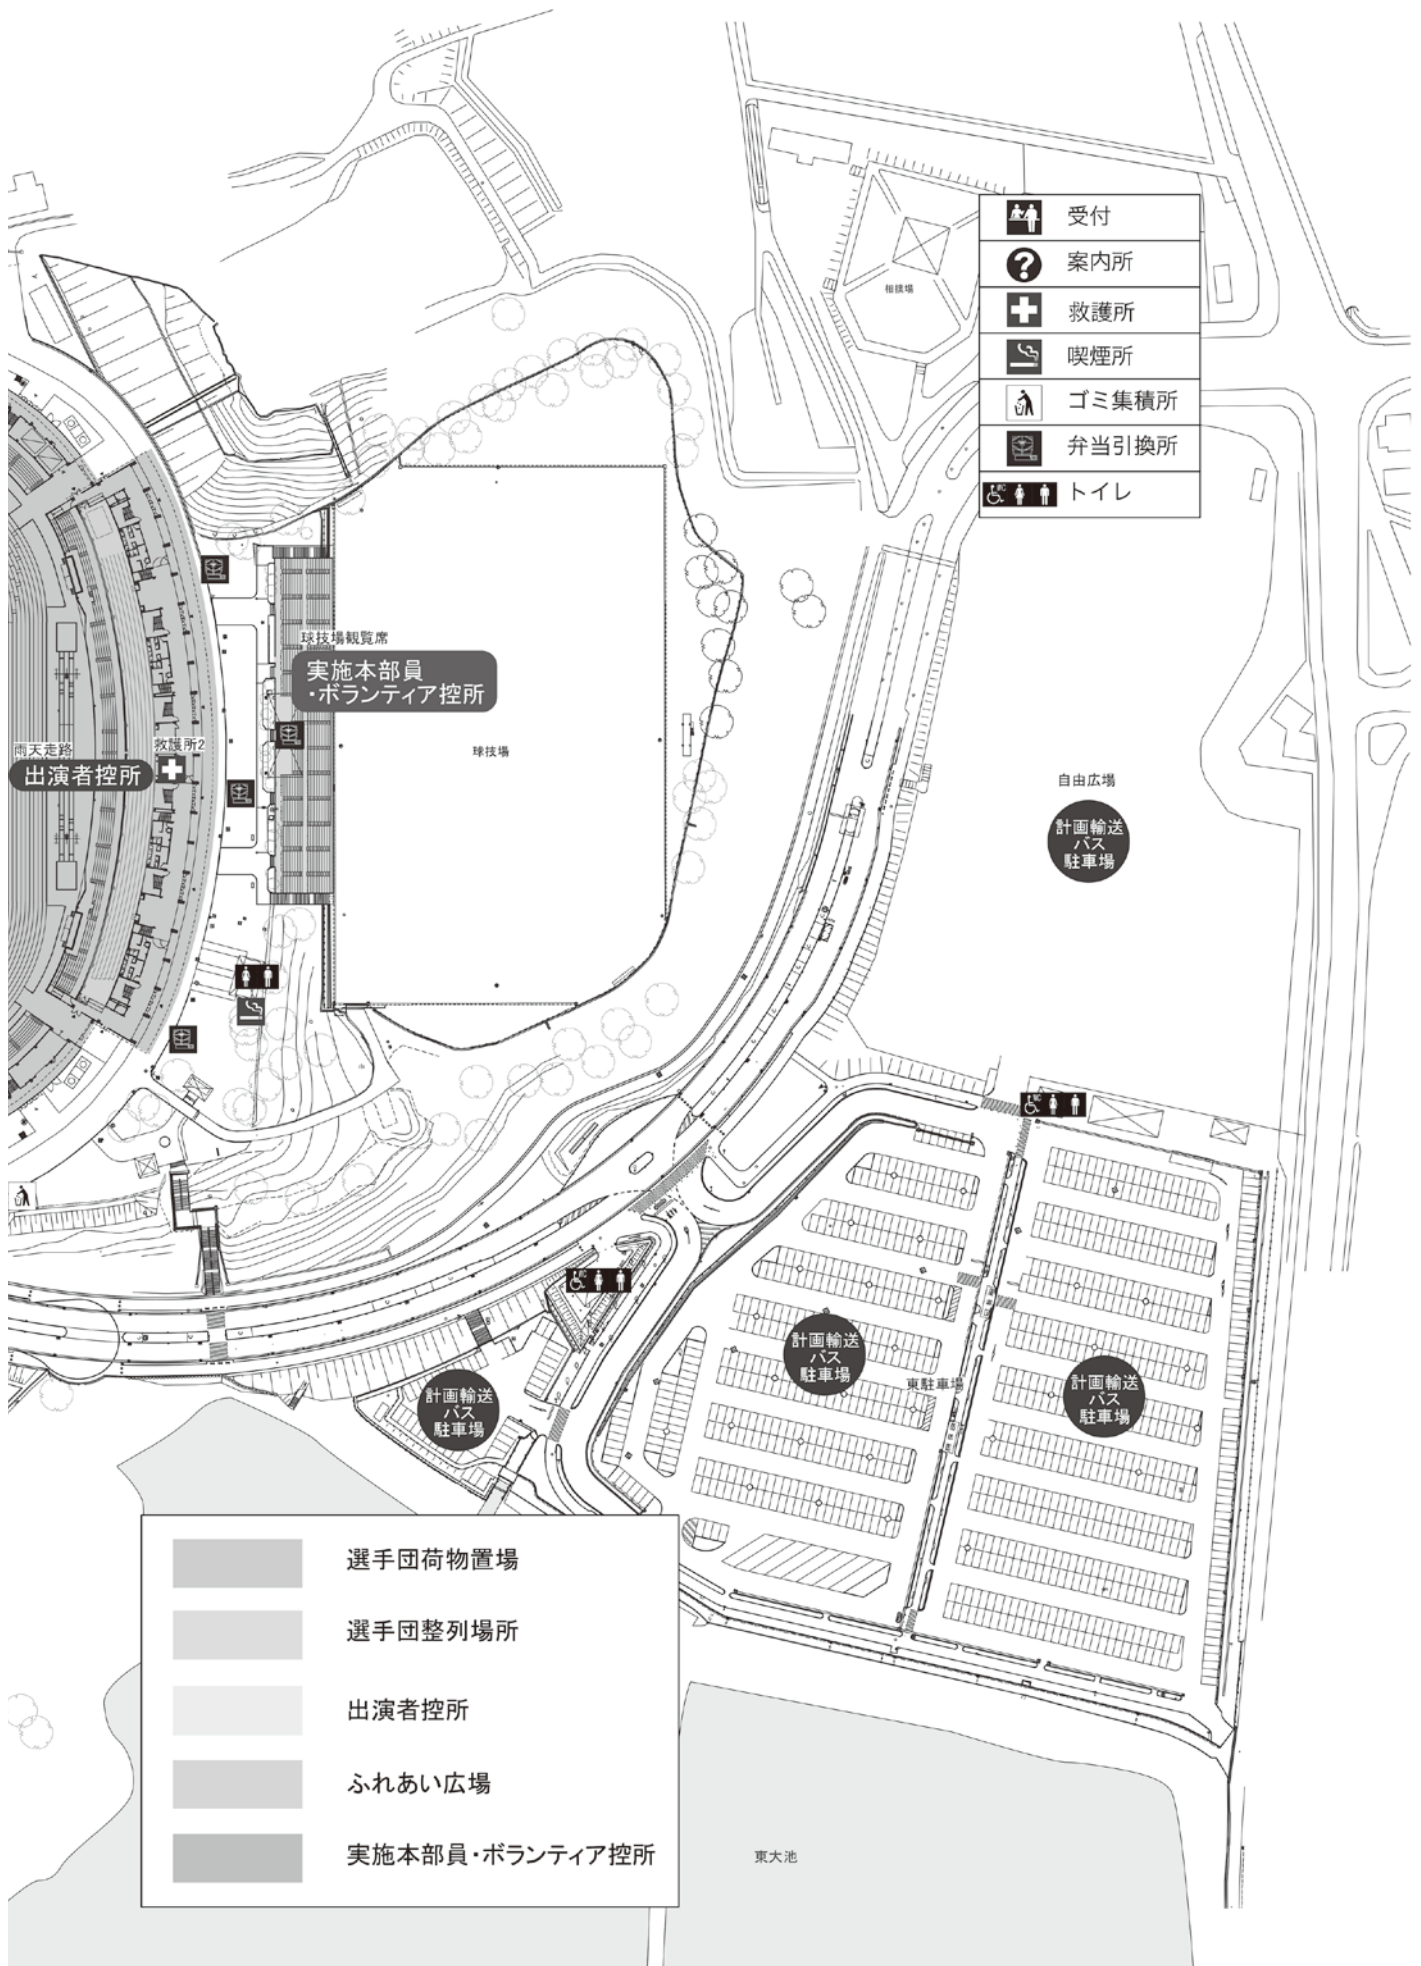 受付
案内所
救護所
喫煙所
ゴミ集積所
弁当引換所
WC
トイレ
相撲場
球技場観覧席
実施本部員
・ボランティア控所
球技場
雨天走路
出演者控所
救護所2
自由広場
計画輸送
バス
駐車場
WC
WC
計画輸送
バス
駐車場
東駐車場
計画輸送
バス
駐車場
計画輸送
バス
駐車場
選手団荷物置場
選手団整列場所
出演者控所
ふれあい広場
実施本部員・ボランティア控所
東大池